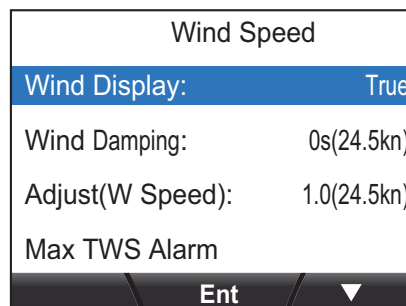 Wind Speed
Wind Display: True
Wind Damping: 0s(24.5kn)
Adjust(W Speed): 1.0(24.5kn)
Max TWS Alarm
Ent